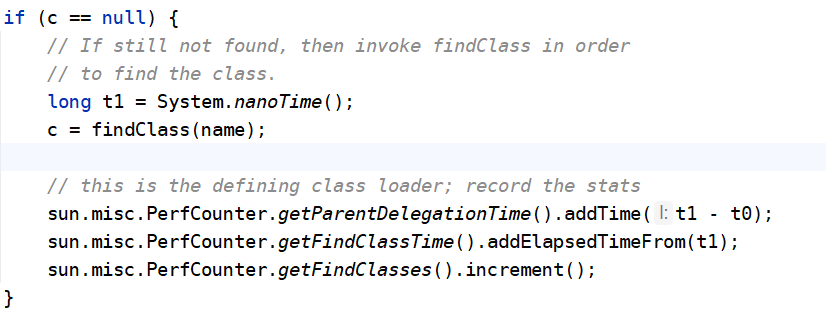 if (c == null) {
// If still not found, then invoke findClass in order
// to find the class.
long t1 = System.nanoTime();
c = findClass(name);
// this is the defining class loader; record the stats
sun.misc.PerfCounter.getParentDelegationTime().addTime( l: t1 - t0);
sun.misc.PerfCounter.getFindClassTime().addElapsedTimeFrom(t1);
sun.misc.PerfCounter.getFindClasses().increment();
}